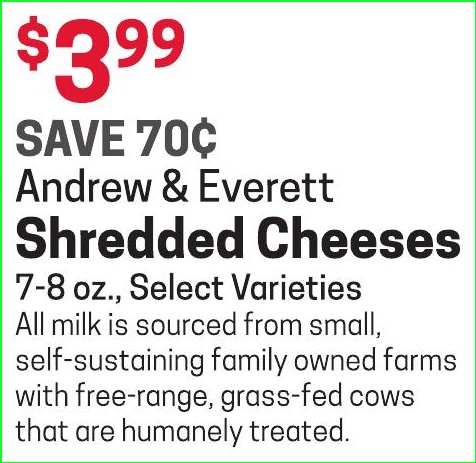 $3.99
SAVE 70¢
Andrew & Everett
Shredded Cheeses
7-8 oz., Select Varieties
All milk is sourced from small,
self-sustaining family owned farms
with free-range, grass-fed cows
that are humanely treated.